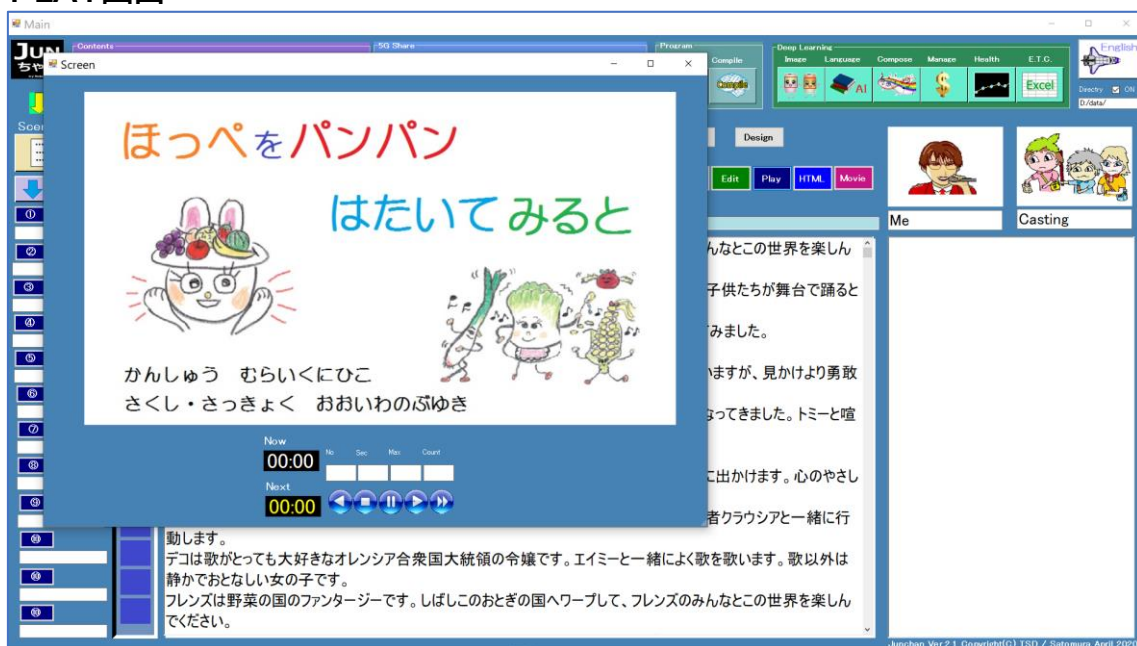 Main
JUN
Contents
5G Share
Program
Compile
Compile
Deep Learning
Image Language Compose Manage Health E.T.C.
AI
Excel
English
Directry ON
D:/data/
Screen
ほっぺをパンパン
はたいてみると
かんしゅう むらいくにひこ
さくし・さっきょく おおいわのぶゆき
Now
00:00
No Sec Max Count
Next
00:00
Design
Edit Play HTML Movie
Me
Casting
①
②
③
④
⑤
⑥
⑦
⑧
⑨
んなとこの世界を楽しん
子供たちが舞台で踊ると
てみました。
いますが、見かけより勇敢
なってきました。トミーと喧
に出かけます。心のやさし
者クラウシアと一緒に行
動します。
デコは歌がとっても大好きなオレンシア合衆国大統領の令嬢です。エイミーと一緒によく歌を歌います。歌以外は
静かでおとなしい女の子です。
フレンズは野菜の国のファンタージーです。しばしこのおとぎの国へワープして、フレンズのみんなとこの世界を楽しん
でください。
Junchan Ver2.1 Copyright(C) TSD / Satomura April 2020